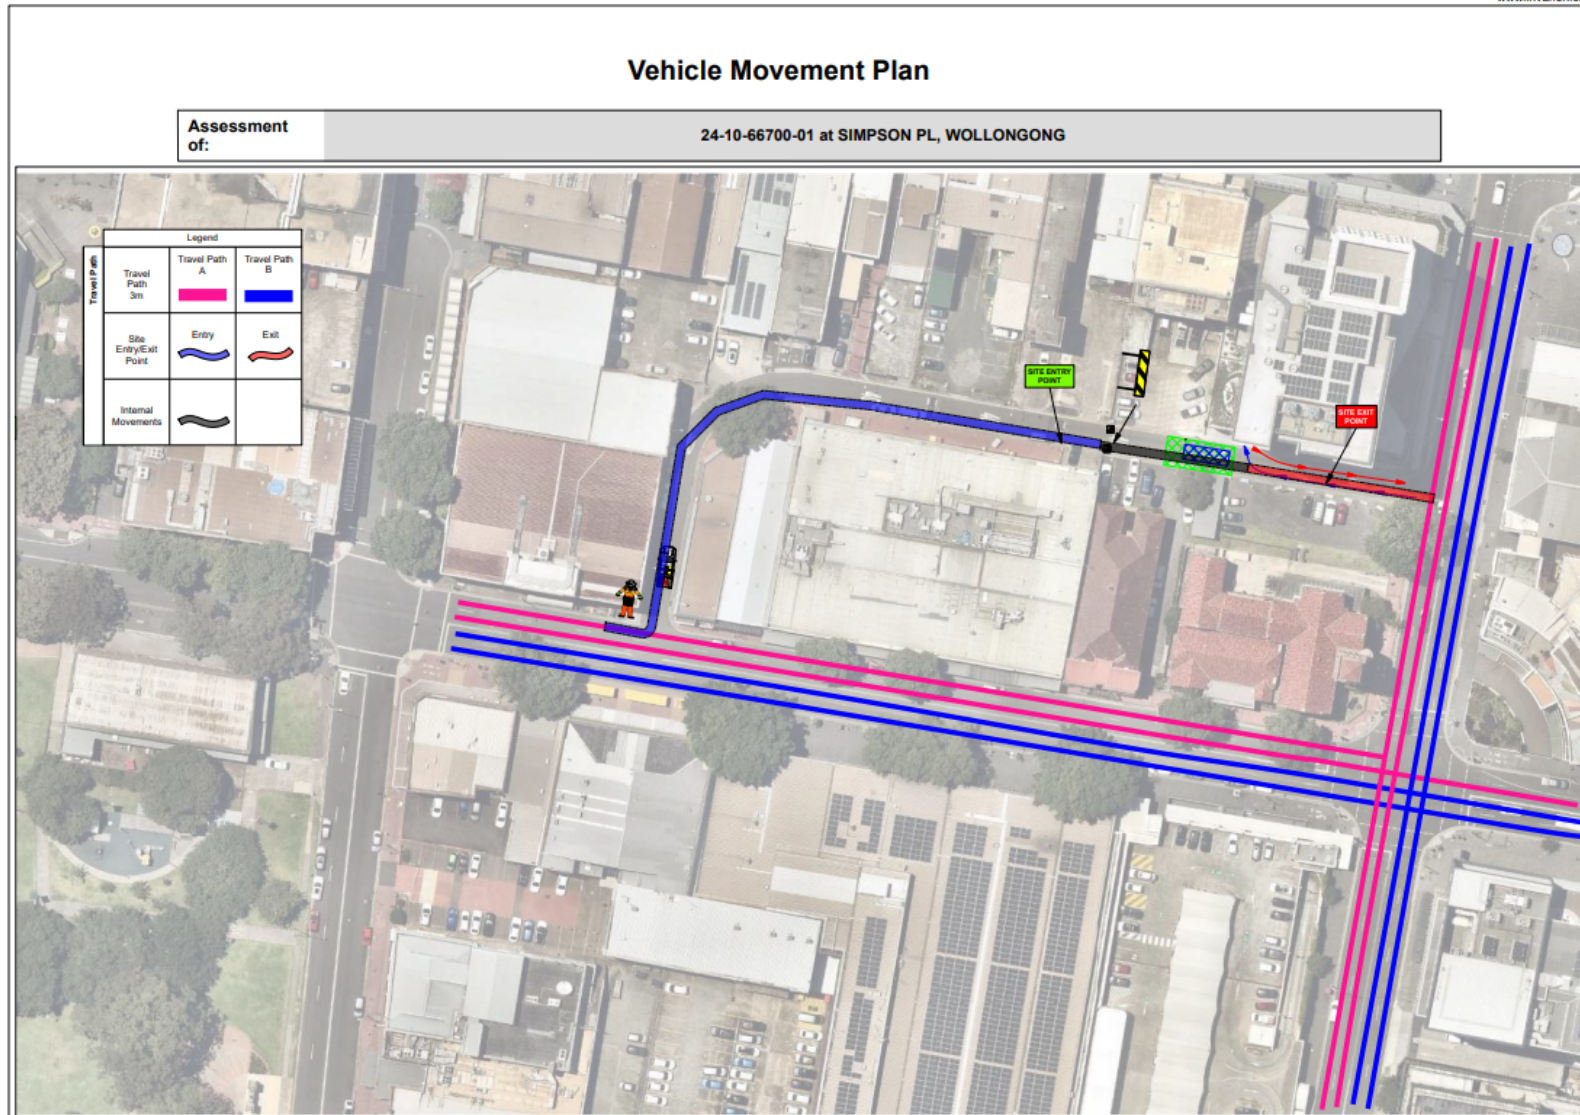 Vehicle Movement Plan
Assessment
of:
24-10-66700-01 at SIMPSON PL, WOLLONGONG
Travel Path
Legend
Travel
Path
3m
Travel Path
A
Travel Path
B
Site
Entry/Exit
Point
Entry
Exit
Internal
Movements
SITE ENTRY
POINT
SITE EXIT
POINT